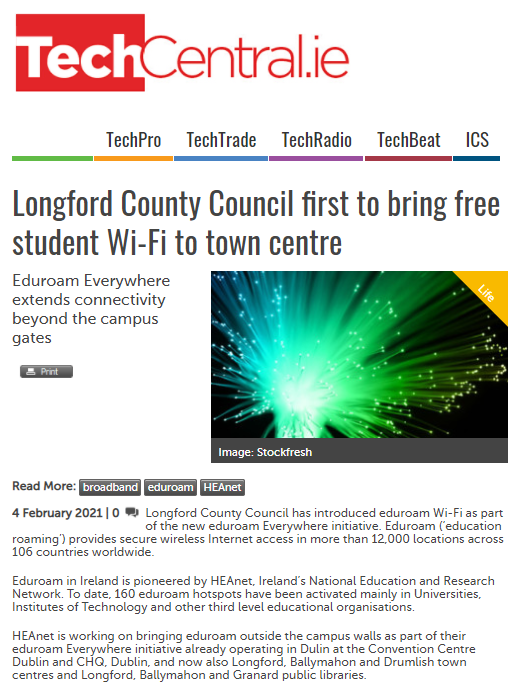 TechCentral.ie
TechPro TechTrade TechRadio TechBeat ICS
Longford County Council first to bring free
student Wi-Fi to town centre
Eduroam Everywhere
extends connectivity
beyond the campus
gates
Life
Print
Image: Stockfresh
Read More: broadband eduroam HEAnet
4 February 2021 | 0 Longford County Council has introduced eduroam Wi-Fi as part
of the new eduroam Everywhere initiative. Eduroam (‘education
roaming’) provides secure wireless Internet access in more than 12,000 locations across
106 countries worldwide.
Eduroam in Ireland is pioneered by HEAnet, Ireland’s National Education and Research
Network. To date, 160 eduroam hotspots have been activated mainly in Universities,
Institutes of Technology and other third level educational organisations.
HEAnet is working on bringing eduroam outside the campus walls as part of their
eduroam Everywhere initiative already operating in Dulin at the Convention Centre
Dublin and CHQ, Dublin, and now also Longford, Ballymahon and Drumlish town
centres and Longford, Ballymahon and Granard public libraries.